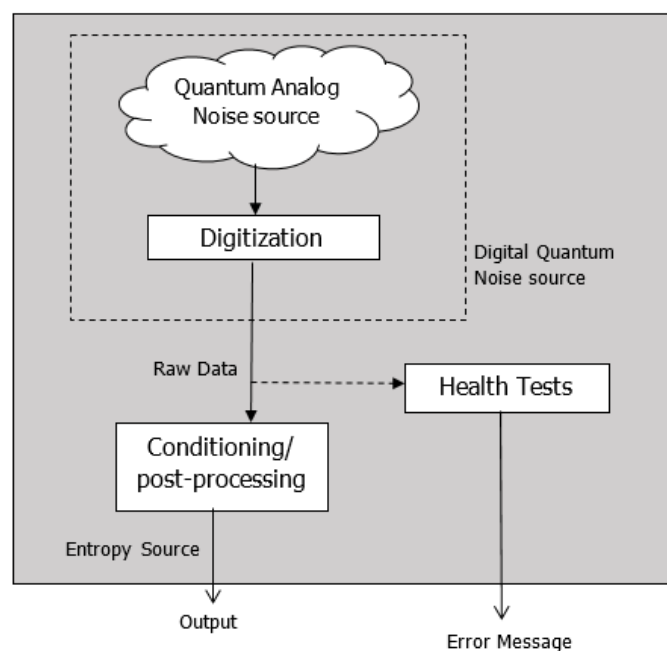 Quantum Analog
Noise source
Digitization
Digital Quantum
Noise source
Raw Data
Health Tests
Conditioning/
post-processing
Entropy Source
Output
Error Message